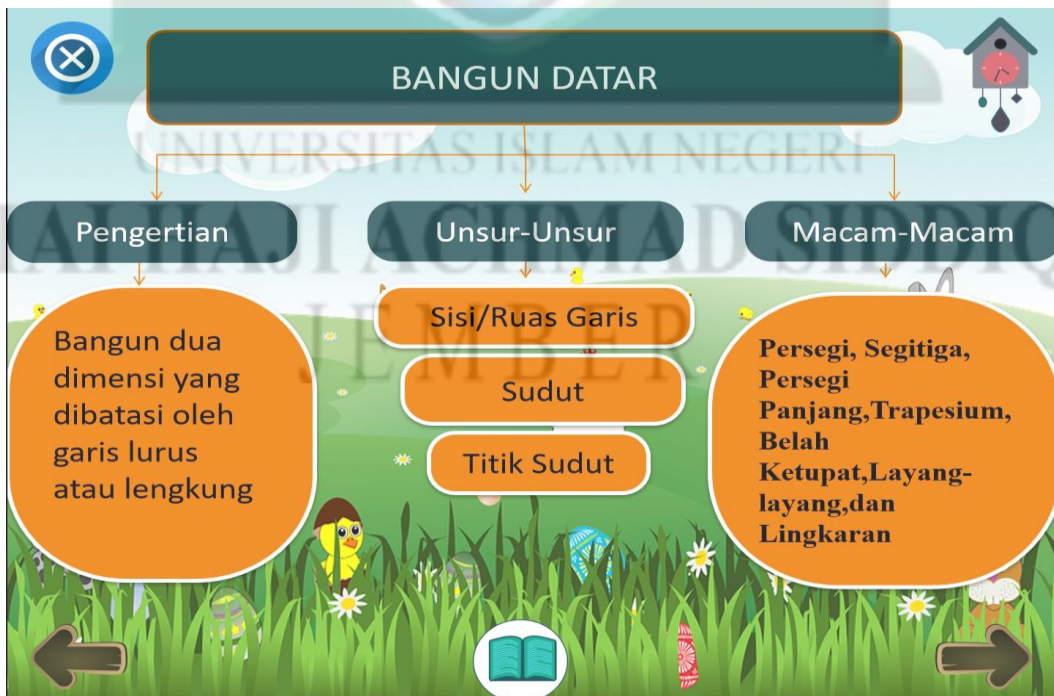 BANGUN DATAR
UNIVERSITAS ISLAM NEGERI
HAJI ACHMAD SIDDIQ
JEMBER
Pengertian
Unsur-Unsur
Macam-Macam
Bangun dua
dimensi yang
dibatasi oleh
garis lurus
atau lengkung
Sisi/Ruas Garis
Sudut
Titik Sudut
Persegi, Segitiga,
Persegi
Panjang,Trapesium,
Belah
Ketupat,Layang-
layang,dan
Lingkaran